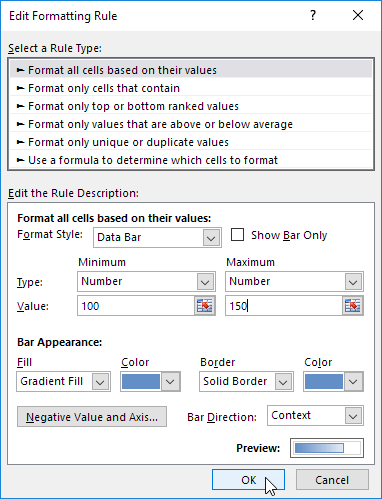 Edit Formatting Rule
Select a Rule Type:
► Format all cells based on their values
► Format only cells that contain
► Format only top or bottom ranked values
► Format only values that are above or below average
► Format only unique or duplicate values
► Use a formula to determine which cells to format
Edit the Rule Description:
Format all cells based on their values:
Format Style: Data Bar Show Bar Only
Minimum Maximum
Type: Number Number
Value: 100 150
Bar Appearance:
Fill Color Border Color
Gradient Fill Solid Border
Negative Value and Axis... Bar Direction: Context
Preview:
OK Cancel